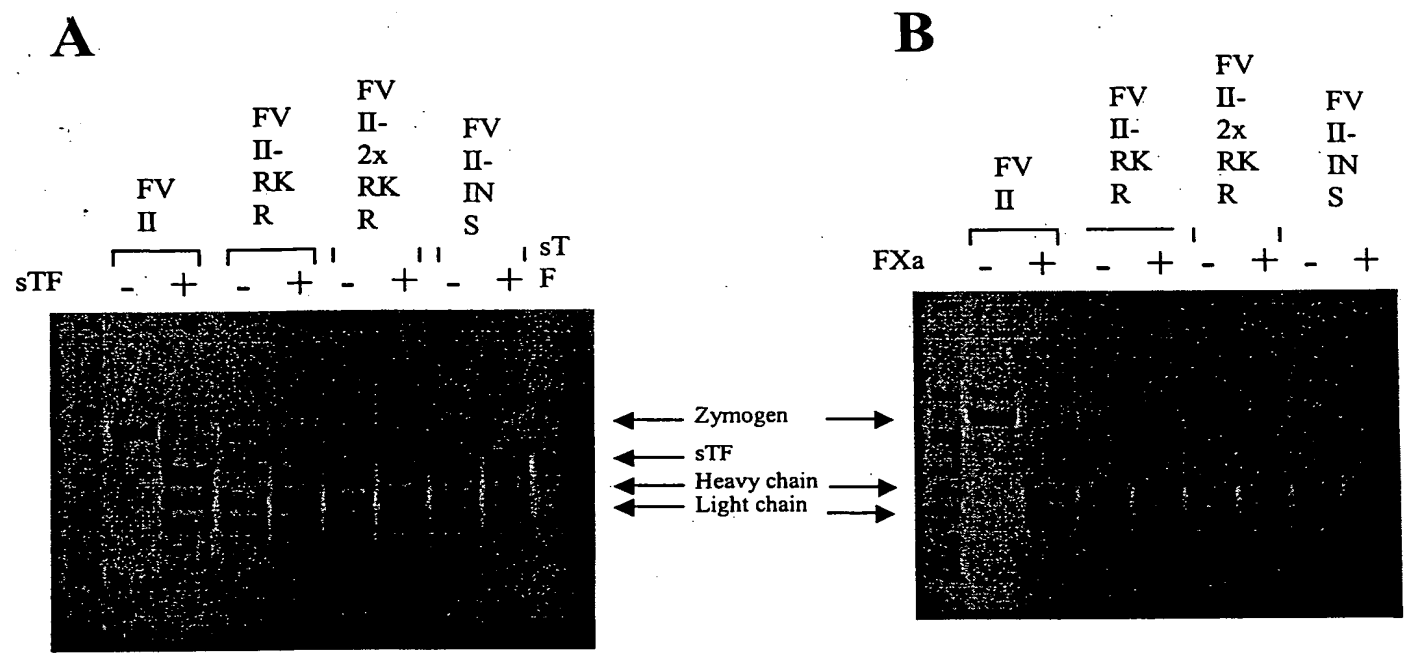 A
FV
II
FV
II-
RK
R
FV
II-
2x
RK
R
FV
II-
IN
S
sT
F
sTF - + - + - + - +
B
FV
II
FV
II-
RK
R
FV
II-
2x
RK
R
FV
II-
IN
S
FXa - + - + - + - +
Zymogen
sTF
Heavy chain
Light chain